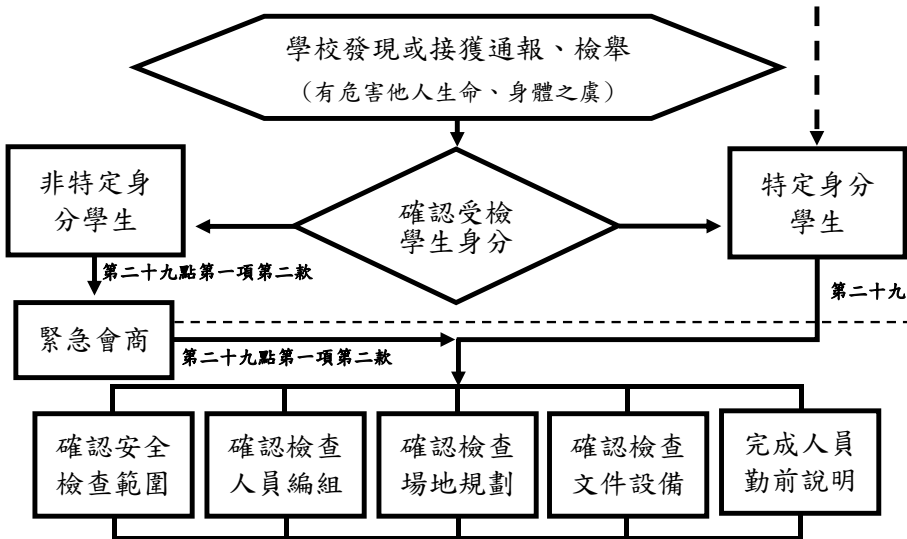 學校發現或接獲通報、檢舉
（有危害他人生命、身體之虞）
非特定身
分學生
確認受檢
學生身分
特定身分
學生
第二十九點第一項第二款
第二十九
緊急會商
第二十九點第一項第二款
確認安全
檢查範圍
確認檢查
人員編組
確認檢查
場地規劃
確認檢查
文件設備
完成人員
勤前說明